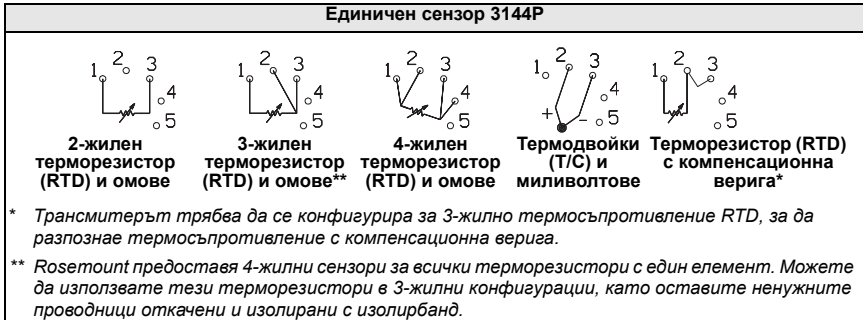 Единичен сензор 3144P
1 2 3 4 5
1 2 3 4 5
1 2 3 4 5
1 2 3 4 5 + -
1 2 3 4 5
2-жилен
терморезистор
(RTD) и омове
3-жилен
терморезистор
(RTD) и омове**
4-жилен
терморезистор
(RTD) и омове
Термодвойки
(T/C) и
миливолтове
Терморезистор (RTD)
с компенсационна
верига*
* Трансмитерът трябва да се конфигурира за 3-жилно термосъпротивление RTD, за да
разпознае термосъпротивление с компенсационна верига.
** Rosemount предоставя 4-жилни сензори за всички терморезистори с един елемент. Можете
да използвате тези терморезистори в 3-жилни конфигурации, като оставите ненужните
проводници откачени и изолирани с изолирбанд.